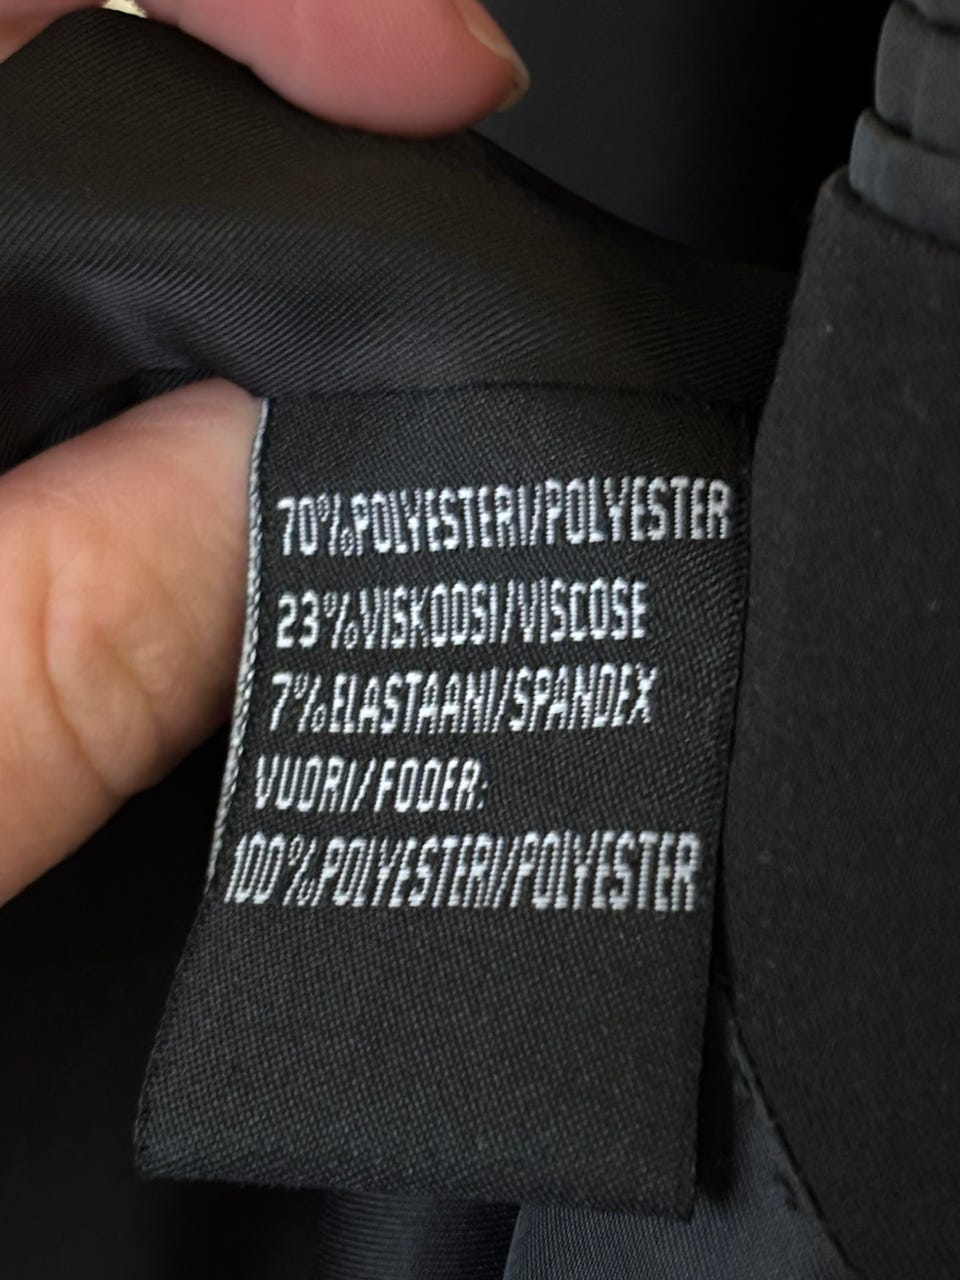 70%POLYESTERI/POLYESTER
23%VISKOOSI/VISCOSE
7%ELASTAANI/SPANDEX
VUORI/FODER:
100%POLYESTERI/POLYESTER